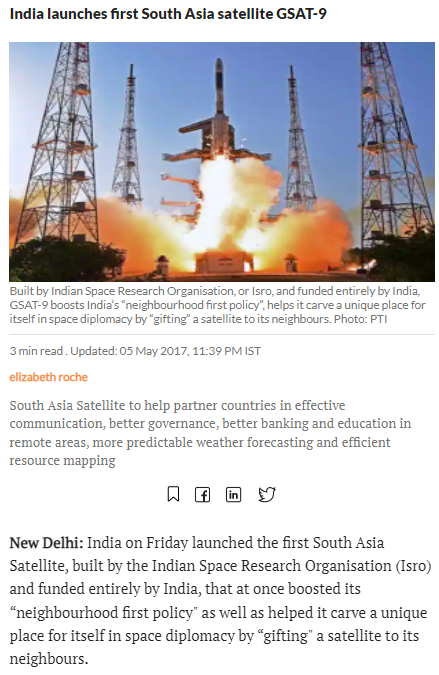 India launches first South Asia satellite GSAT-9
Built by Indian Space Research Organisation, or Isro, and funded entirely by India,
GSAT-9 boosts India's "neighbourhood first policy", helps it carve a unique place for
itself in space diplomacy by "gifting" a satellite to its neighbours. Photo: PTI
3 min read . Updated: 05 May 2017, 11:39 PM IST
elizabeth roche
South Asia Satellite to help partner countries in effective
communication, better governance, better banking and education in
remote areas, more predictable weather forecasting and efficient
resource mapping
New Delhi: India on Friday launched the first South Asia
Satellite, built by the Indian Space Research Organisation (Isro)
and funded entirely by India, that at once boosted its
“neighbourhood first policy" as well as helped it carve a unique
place for itself in space diplomacy by “gifting" a satellite to its
neighbours.